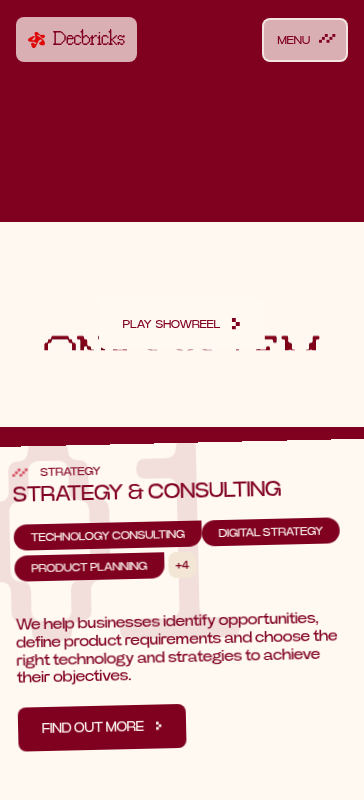 Decbricks
MENU
PLAY SHOWREEL
STRATEGY
STRATEGY & CONSULTING
TECHNOLOGY CONSULTING
DIGITAL STRATEGY
PRODUCT PLANNING
+4
We help businesses identify opportunities,
define product requirements and choose the
right technology and strategies to achieve
their objectives.
FIND OUT MORE